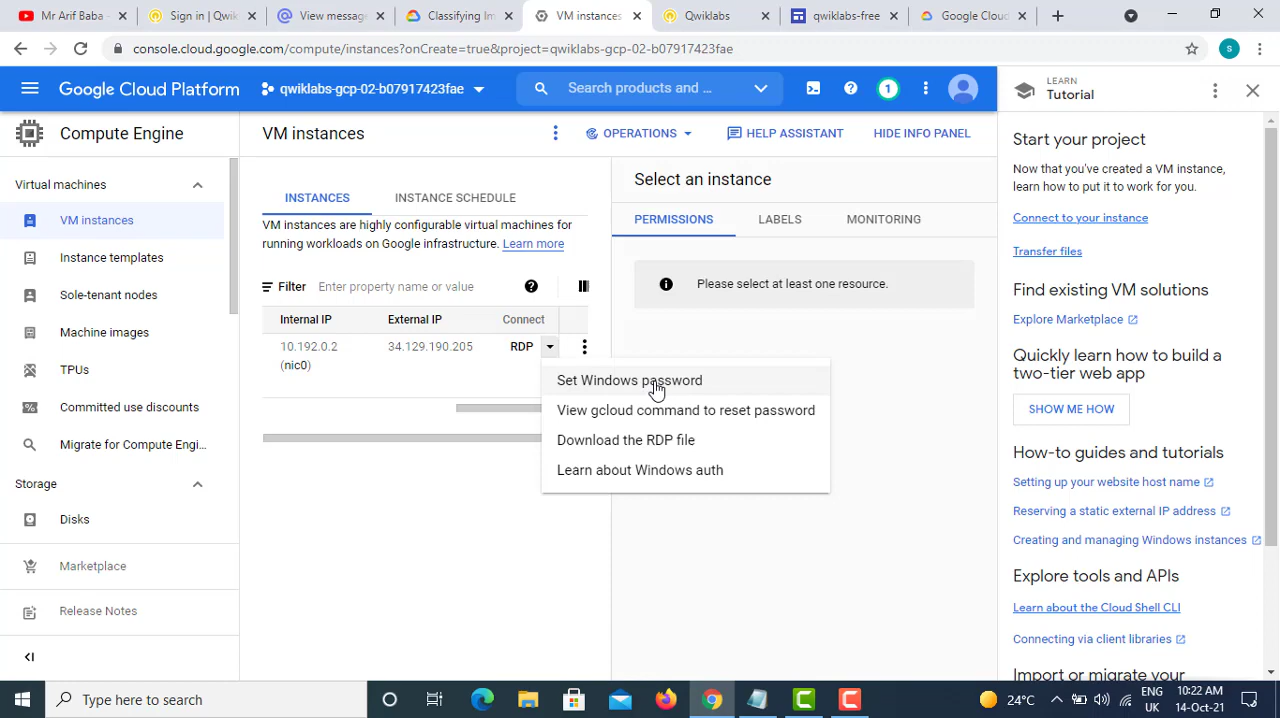 Mr Arif Baba -
Sign in | Qwik
View message
Classifying Im
VM instances
Qwiklabs
qwiklabs-free
Google Cloud
console.cloud.google.com/compute/instances?onCreate=true&project=qwiklabs-gcp-02-b07917423fae
S
Google Cloud Platform
qwiklabs-gcp-02-b07917423fae
Search products and ...
1
LEARN
Tutorial
Compute Engine
VM instances
OPERATIONS
HELP ASSISTANT
HIDE INFO PANEL
Virtual machines
VM instances
Instance templates
Sole-tenant nodes
Machine images
TPUs
Committed use discounts
Migrate for Compute Engi...
Storage
Disks
Marketplace
Release Notes
INSTANCES
INSTANCE SCHEDULE
VM instances are highly configurable virtual machines for
running workloads on Google infrastructure. Learn more
Filter
Enter property name or value
Internal IP
External IP
Connect
10.192.0.2
(nic0)
34.129.190.205
RDP
Set Windows password
View gcloud command to reset password
Download the RDP file
Learn about Windows auth
Select an instance
PERMISSIONS
LABELS
MONITORING
Please select at least one resource.
Start your project
Now that you've created a VM instance,
learn how to put it to work for you.
Connect to your instance
Transfer files
Find existing VM solutions
Explore Marketplace
Quickly learn how to build a
two-tier web app
SHOW ME HOW
How-to guides and tutorials
Setting up your website host name
Reserving a static external IP address
Creating and managing Windows instances
Explore tools and APIs
Learn about the Cloud Shell CLI
Connecting via client libraries
Import or migrate your
Type here to search
24°C
ENG
UK
10:22 AM
14-Oct-21